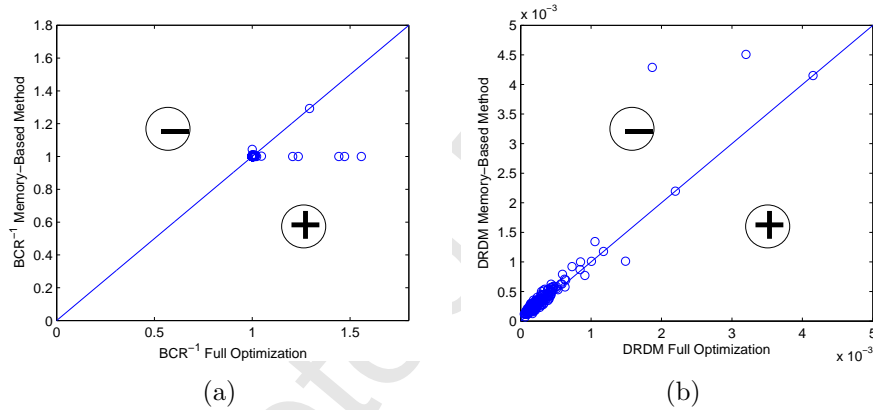 1.8
1.6
1.4
1.2
1
0.8
0.6
0.4
0.2
0
0 0.5 1 1.5
BCR⁻¹ Memory−Based Method
BCR⁻¹ Full Optimization
(a)
x 10⁻³
5
4.5
4
3.5
3
2.5
2
1.5
1
0.5
0
0 1 2 3 4 5
x 10⁻³
DRDM Memory−Based Method
DRDM Full Optimization
(b)